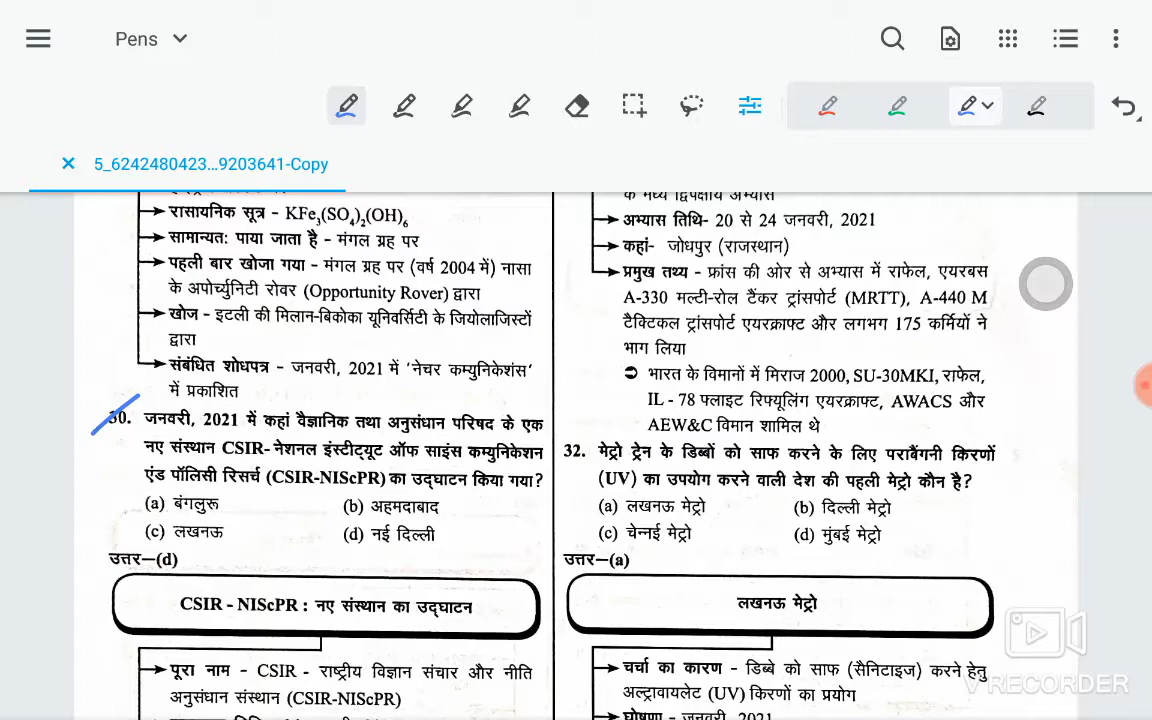 Pens
5_6242480423...9203641-Copy
रासायनिक सूत्र - KFe₃(SO₄)₂(OH)₆
सामान्यतः पाया जाता है - मंगल ग्रह पर
पहली बार खोजा गया - मंगल ग्रह पर (वर्ष 2004 में) नासा
के अपोर्च्युनिटी रोवर (Opportunity Rover) द्वारा
खोज - इटली की मिलान-बिकोका यूनिवर्सिटी के जियोलाजिस्टों
द्वारा
संबंधित शोधपत्र - जनवरी, 2021 में 'नेचर कम्युनिकेशंस'
में प्रकाशित
30. जनवरी, 2021 में कहां वैज्ञानिक तथा अनुसंधान परिषद के एक
नए संस्थान CSIR-नेशनल इंस्टीट्यूट ऑफ साइंस कम्युनिकेशन
एंड पॉलिसी रिसर्च (CSIR-NIScPR) का उद्घाटन किया गया?
(a) बंगलुरू (b) अहमदाबाद
(c) लखनऊ (d) नई दिल्ली
उत्तर—(d)
CSIR - NIScPR : नए संस्थान का उद्घाटन
पूरा नाम - CSIR - राष्ट्रीय विज्ञान संचार और नीति
अनुसंधान संस्थान (CSIR-NIScPR)
के मध्य द्विपक्षीय अभ्यास
अभ्यास तिथि- 20 से 24 जनवरी, 2021
कहां- जोधपुर (राजस्थान)
प्रमुख तथ्य - फ्रांस की ओर से अभ्यास में राफेल, एयरबस
A-330 मल्टी-रोल टैंकर ट्रांसपोर्ट (MRTT), A-440 M
टैक्टिकल ट्रांसपोर्ट एयरक्राफ्ट और लगभग 175 कर्मियों ने
भाग लिया
➲ भारत के विमानों में मिराज 2000, SU-30MKI, राफेल,
IL - 78 फ्लाइट रिफ्यूलिंग एयरक्राफ्ट, AWACS और
AEW&C विमान शामिल थे
32. मेट्रो ट्रेन के डिब्बों को साफ करने के लिए पराबैंगनी किरणों
(UV) का उपयोग करने वाली देश की पहली मेट्रो कौन है?
(a) लखनऊ मेट्रो (b) दिल्ली मेट्रो
(c) चेन्नई मेट्रो (d) मुंबई मेट्रो
उत्तर—(a)
लखनऊ मेट्रो
चर्चा का कारण - डिब्बे को साफ (सैनिटाइज) करने हेतु
अल्ट्रावायलेट (UV) किरणों का प्रयोग
घोषणा - जनवरी, 2021
V RECORDER